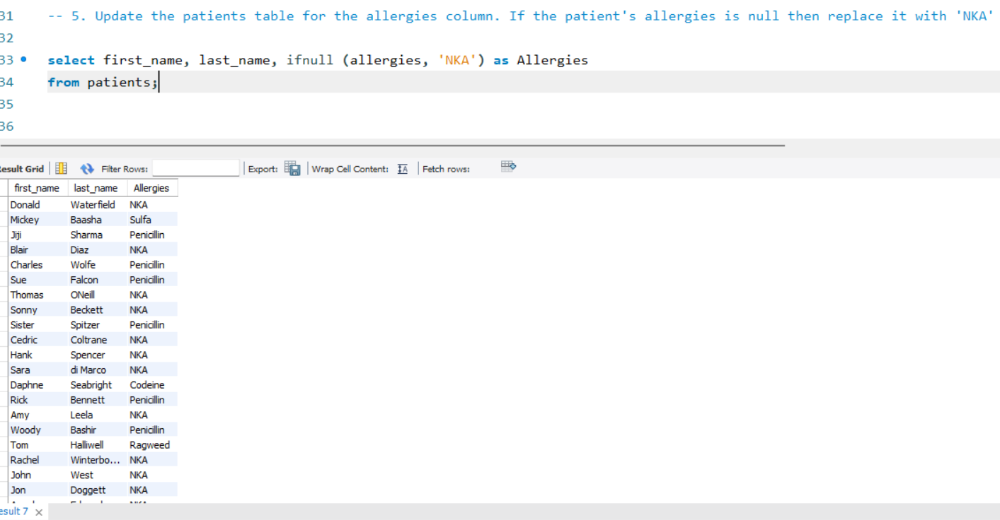 31 -- 5. Update the patients table for the allergies column. If the patient's allergies is null then replace it with 'NKA'
32
33 select first_name, last_name, ifnull (allergies, 'NKA') as Allergies
34 from patients;
35
36
Result Grid Filter Rows: Export: Wrap Cell Content: Fetch rows:
first_name last_name Allergies
Donald Waterfield NKA
Mickey Baasha Sulfa
Jiji Sharma Penicillin
Blair Diaz NKA
Charles Wolfe Penicillin
Sue Falcon Penicillin
Thomas ONeill NKA
Sonny Beckett NKA
Sister Spitzer Penicillin
Cedric Coltrane NKA
Hank Spencer NKA
Sara di Marco NKA
Daphne Seabright Codeine
Rick Bennett Penicillin
Amy Leela NKA
Woody Bashir Penicillin
Tom Halliwell Ragweed
Rachel Winterbo... NKA
John West NKA
Jon Doggett NKA
Result 7